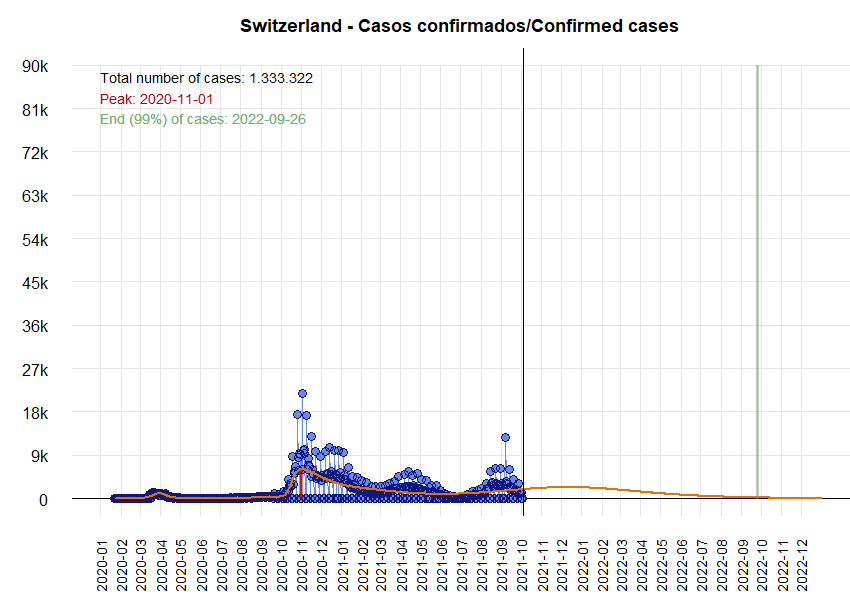 Switzerland - Casos confirmados/Confirmed cases
90k
81k
72k
63k
54k
45k
36k
27k
18k
9k
0
Total number of cases: 1.333.322
Peak: 2020-11-01
End (99%) of cases: 2022-09-26
2020-01
2020-02
2020-03
2020-04
2020-05
2020-06
2020-07
2020-08
2020-09
2020-10
2020-11
2020-12
2021-01
2021-02
2021-03
2021-04
2021-05
2021-06
2021-07
2021-08
2021-09
2021-10
2021-11
2021-12
2022-01
2022-02
2022-03
2022-04
2022-05
2022-06
2022-07
2022-08
2022-09
2022-10
2022-11
2022-12